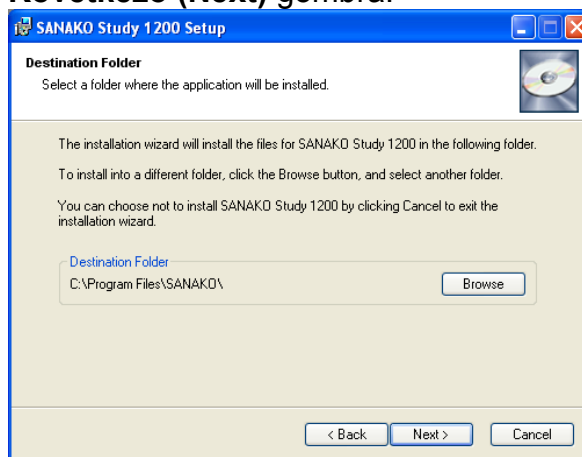 Következő (Next) gombra.
SANAKO Study 1200 Setup
Destination Folder
Select a folder where the application will be installed.
The installation wizard will install the files for SANAKO Study 1200 in the following folder.
To install into a different folder, click the Browse button, and select another folder.
You can choose not to install SANAKO Study 1200 by clicking Cancel to exit the
installation wizard.
Destination Folder
C:\Program Files\SANAKO\
Browse
< Back
Next >
Cancel